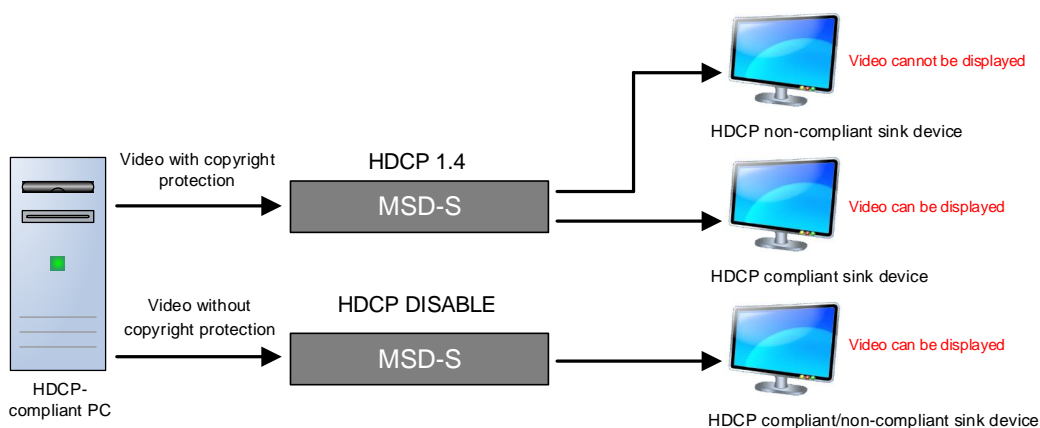 Video cannot be displayed
HDCP non-compliant sink device
Video with copyright
protection
HDCP 1.4
MSD-S
Video can be displayed
HDCP compliant sink device
Video without
copyright protection
HDCP DISABLE
MSD-S
Video can be displayed
HDCP-
compliant PC
HDCP compliant/non-compliant sink device